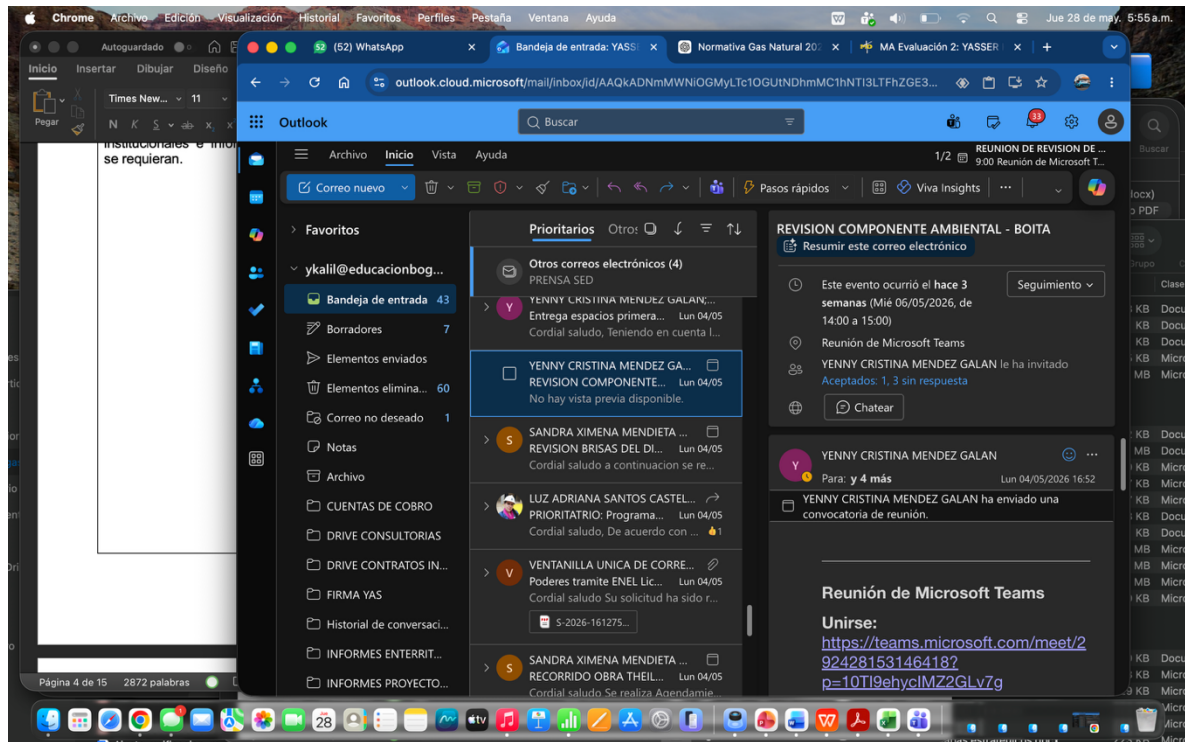 Chrome Archivo Edición Visualización Historial Favoritos Perfiles Pestaña Ventana Ayuda
Jue 28 de may. 5:55 a.m.
Autoguardado
(52) WhatsApp
Bandeja de entrada: YASS
Normativa Gas Natural 202
MA Evaluación 2: YASSER
Inicio Insertar Dibujar Diseño
outlook.cloud.microsoft/mail/inbox/id/AAQkADNmMWNiOGMyLTc1OGUtNDhmMC1hNTI3LTFhZGE3...
Times New... 11
Pegar
N K S ab x x
Outlook
Buscar
33
se requieran.
Archivo Inicio Vista Ayuda
1/2
REUNION DE REVISION DE ...
9:00 Reunión de Microsoft T...
Correo nuevo
Pasos rápidos
Viva Insights
Favoritos
ykalil@educacionbog...
Bandeja de entrada 43
Borradores 7
Elementos enviados
Elementos elimina... 60
Correo no deseado 1
Notas
Archivo
CUENTAS DE COBRO
DRIVE CONSULTORIAS
DRIVE CONTRATOS IN...
FIRMA YAS
Historial de conversaci...
INFORMES ENTERRIT...
INFORMES PROYECTO...
Prioritarios Otros
Otros correos electrónicos (4)
PRENSA SED
Y
YENNY CRISTINA MENDEZ GALAN;...
Entrega espacios primera... Lun 04/05
Cordial saludo, Teniendo en cuenta l...
YENNY CRISTINA MENDEZ GA...
REVISION COMPONENTE... Lun 04/05
No hay vista previa disponible.
S
SANDRA XIMENA MENDIETA ...
REVISION BRISAS DEL DI... Lun 04/05
Cordial saludo a continuacion se re...
LUZ ADRIANA SANTOS CASTEL...
PRIORITATRIO: Programa... Lun 04/05
Cordial saludo, De acuerdo con ... 1
V
VENTANILLA UNICA DE CORRE...
Poderes tramite ENEL Lic... Lun 04/05
Cordial saludo Su solicitud ha sido r...
S-2026-161275...
S
SANDRA XIMENA MENDIETA ...
RECORRIDO OBRA THEIL... Lun 04/05
Cordial saludo Se realiza Agendamie...
REVISION COMPONENTE AMBIENTAL - BOITA
Resumir este correo electrónico
Este evento ocurrió el hace 3
semanas (Mié 06/05/2026, de
14:00 a 15:00)
Seguimiento
Reunión de Microsoft Teams
YENNY CRISTINA MENDEZ GALAN le ha invitado
Aceptados: 1, 3 sin respuesta
Chatear
Y
YENNY CRISTINA MENDEZ GALAN
Para: y 4 más
Lun 04/05/2026 16:52
YENNY CRISTINA MENDEZ GALAN ha enviado una
convocatoria de reunión.
Reunión de Microsoft Teams
Unirse:
https://teams.microsoft.com/meet/2
92428153146418?
p=10TI9ehycIMZ2GLv7g
Página 4 de 15 2872 palabras
Buscar
PDF
Clase
28
tv